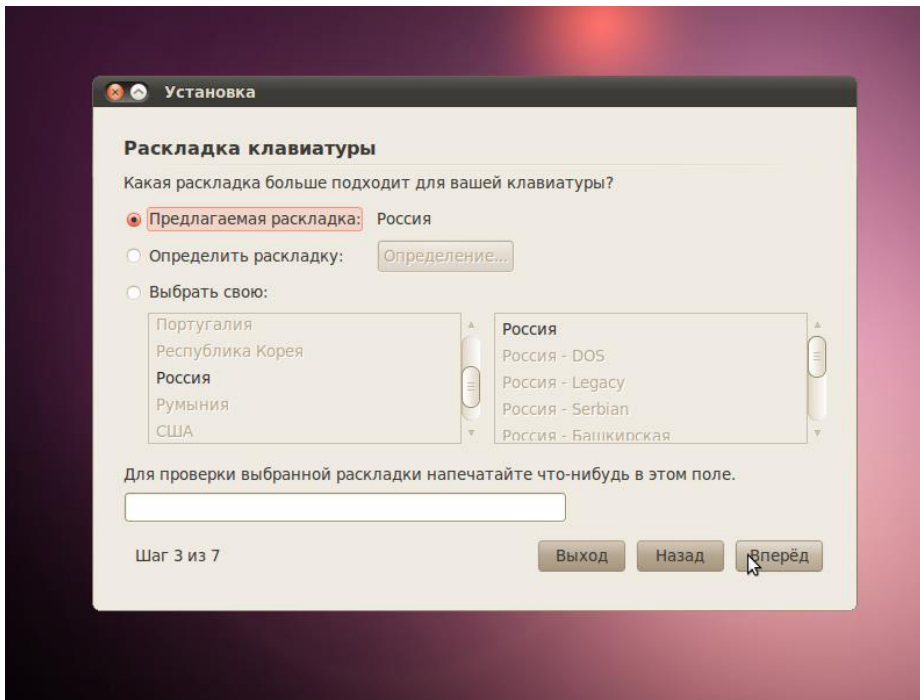 Установка
Раскладка клавиатуры
Какая раскладка больше подходит для вашей клавиатуры?
Предлагаемая раскладка: Россия
Определить раскладку: Определение...
Выбрать свою:
Португалия
Республика Корея
Россия
Румыния
США
Россия
Россия - DOS
Россия - Legacy
Россия - Serbian
Россия - Башкирская
Для проверки выбранной раскладки напечатайте что-нибудь в этом поле.
Шаг 3 из 7 Выход Назад Вперёд